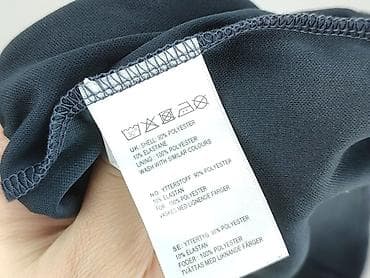 UK: SHELL: 90% POLYESTER
10% ELASTANE
LINING: 100% POLYESTER
WASH WITH SIMILAR COLOURS
NO: YTTERSTOFF 90% POLYESTER
10% ELASTAN
FÔR: 100% POLYESTER
VASKES MED LIGNENDE FARGER
SE: YTTERTYG 90% POLYESTER
10% ELASTAN
FODER: 100% POLYESTER
TVÄTTAS MED LIKNANDE FÄRGER